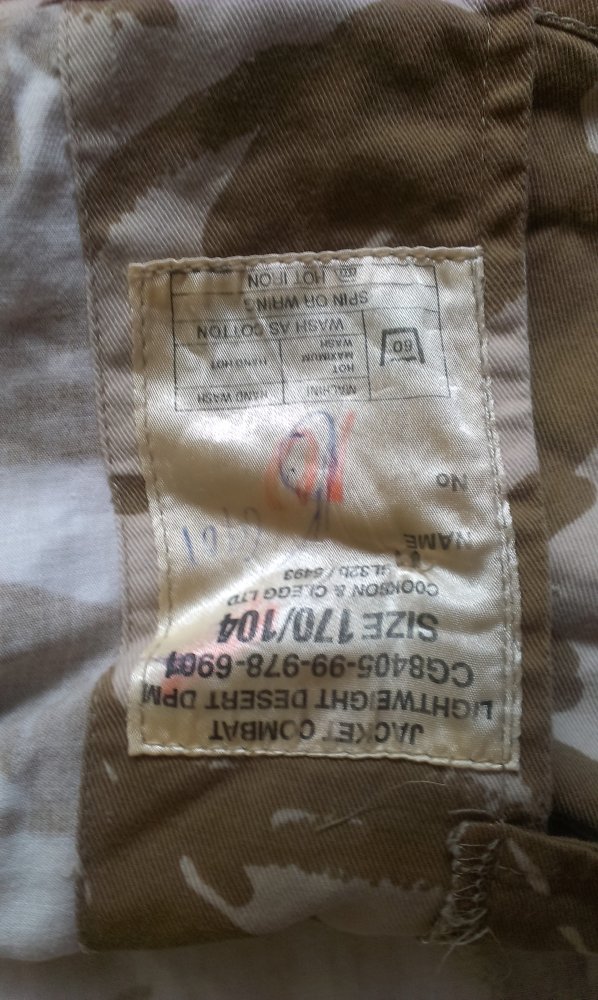 JACKET COMBAT
LIGHTWEIGHT DESERT DPM
CG8405-99-978-6901
SIZE 170/104
COOKSON & CLEGG LTD
SL32b / 6493
NAME
No
60
MACHINE
HOT
MAXIMUM
WASH
HAND WASH
HAND HOT
WASH AS COTTON
SPIN OR WRING
HOT IRON